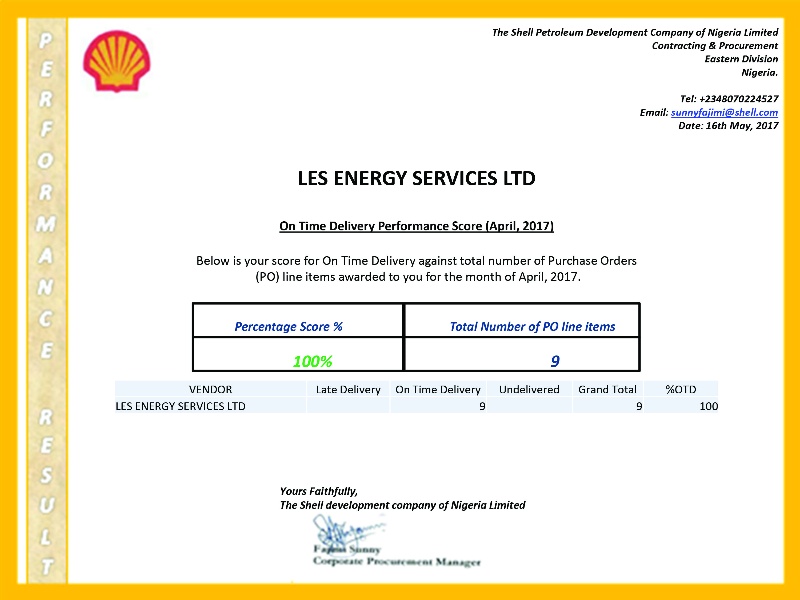 PERFORMANCE RESULT
The Shell Petroleum Development Company of Nigeria Limited
Contracting & Procurement
Eastern Division
Nigeria.
Tel: +2348070224527
Email: sunnyfajimi@shell.com
Date: 16th May, 2017
LES ENERGY SERVICES LTD
On Time Delivery Performance Score (April, 2017)
Below is your score for On Time Delivery against total number of Purchase Orders
(PO) line items awarded to you for the month of April, 2017.
Percentage Score % Total Number of PO line items
100% 9
VENDOR Late Delivery On Time Delivery Undelivered Grand Total %OTD
LES ENERGY SERVICES LTD 9 9 100
Yours Faithfully,
The Shell development company of Nigeria Limited
Sunny
Corporate Procurement Manager